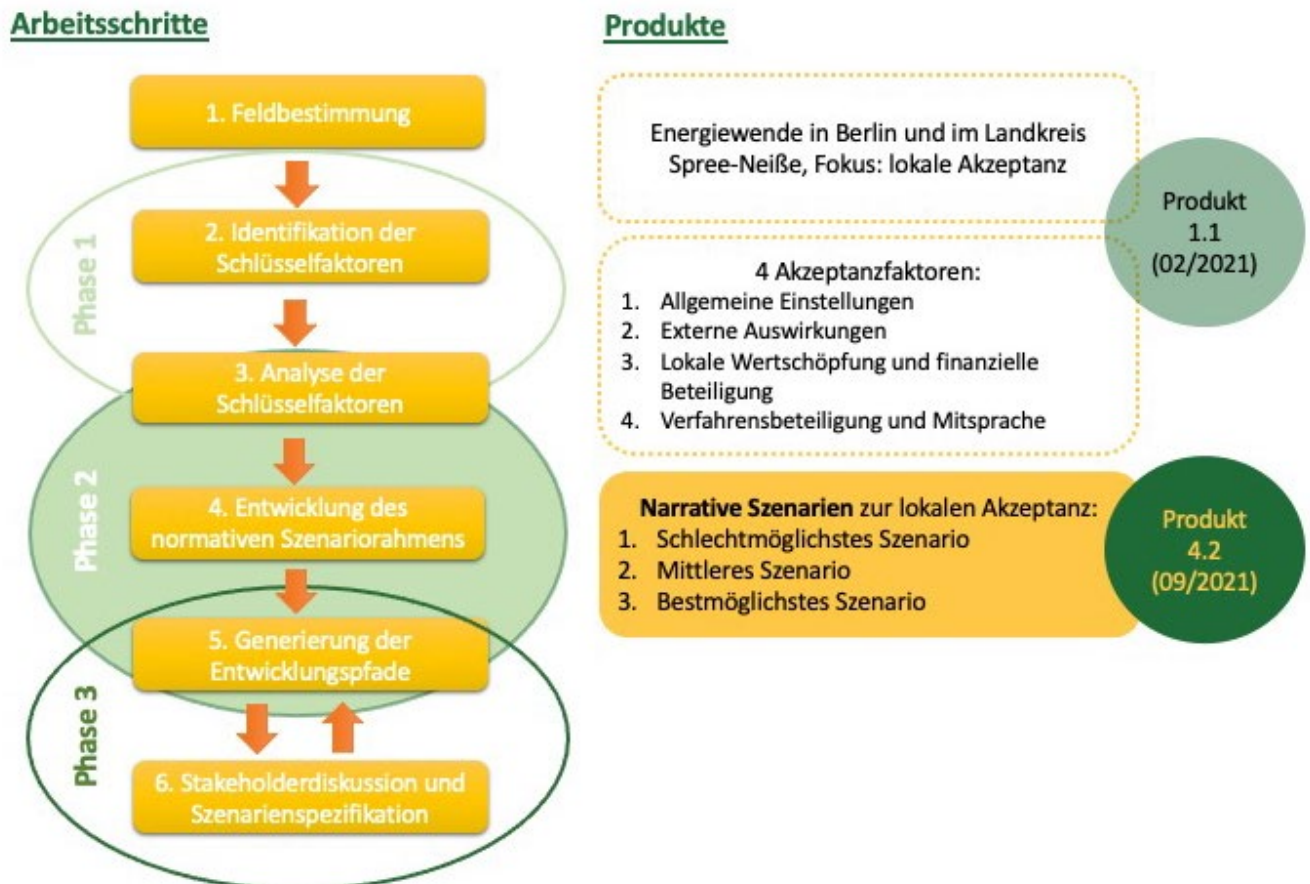 Arbeitsschritte
1. Feldbestimmung
Phase 1
2. Identifikation der
Schlüsselfaktoren
3. Analyse der
Schlüsselfaktoren
Phase 2
4. Entwicklung des
normativen Szenariorahmens
5. Generierung der
Entwicklungspfade
Phase 3
6. Stakeholderdiskussion und
Szenarienspezifikation
Produkte
Energiewende in Berlin und im Landkreis
Spree-Neiße, Fokus: lokale Akzeptanz
Produkt
1.1
(02/2021)
4 Akzeptanzfaktoren:
1. Allgemeine Einstellungen
2. Externe Auswirkungen
3. Lokale Wertschöpfung und finanzielle
Beteiligung
4. Verfahrensbeteiligung und Mitsprache
Narrative Szenarien zur lokalen Akzeptanz:
1. Schlechtmöglichstes Szenario
2. Mittleres Szenario
3. Bestmöglichstes Szenario
Produkt
4.2
(09/2021)